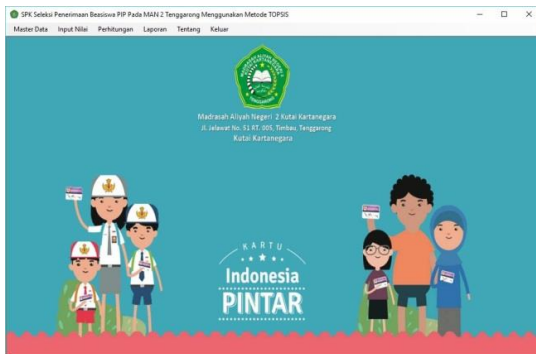 SPK Seleksi Penerimaan Beasiswa PIP Pada MAN 2 Tenggarong Menggunakan Metode TOPSIS
Master Data Input Nilai Perhitungan Laporan Tentang Keluar
TENGGARONG
Madrasah Aliyah Negeri 2 Kutai Kartanegara
Jl. Jelawat No. 51 RT. 005, Timbau, Tenggarong
Kutai Kartanegara
KARTU
Indonesia
PINTAR